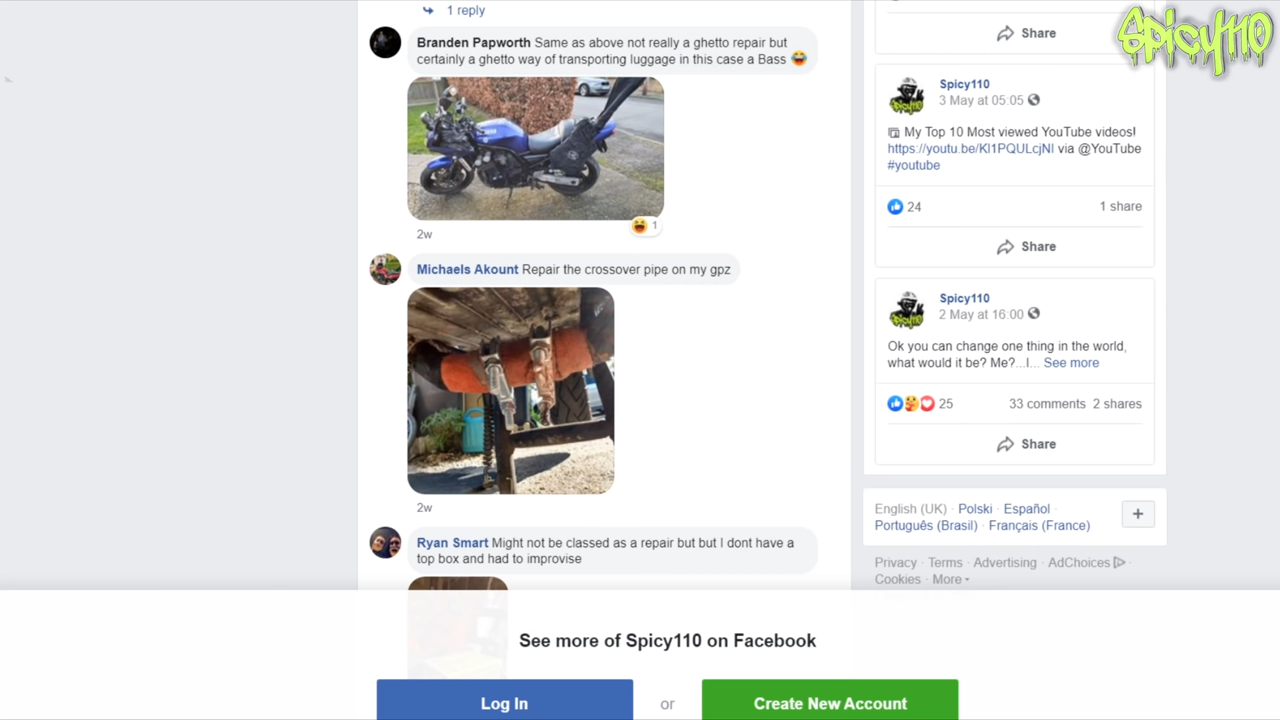 1 reply
Branden Papworth Same as above not really a ghetto repair but
certainly a ghetto way of transporting luggage in this case a Bass 😂
1
2w
Michaels Akount Repair the crossover pipe on my gpz
2w
Ryan Smart Might not be classed as a repair but but I dont have a
top box and had to improvise
Spicy110
Share
Spicy110
3 May at 05:05
My Top 10 Most viewed YouTube videos!
https://youtu.be/Kl1PQULcjNI via @YouTube
#youtube
24
1 share
Share
Spicy110
2 May at 16:00
Ok you can change one thing in the world,
what would it be? Me?...I... See more
25
33 comments 2 shares
Share
English (UK) · Polski · Español ·
Português (Brasil) · Français (France)
+
Privacy · Terms · Advertising · AdChoices ·
Cookies · More
See more of Spicy110 on Facebook
Log In
or
Create New Account